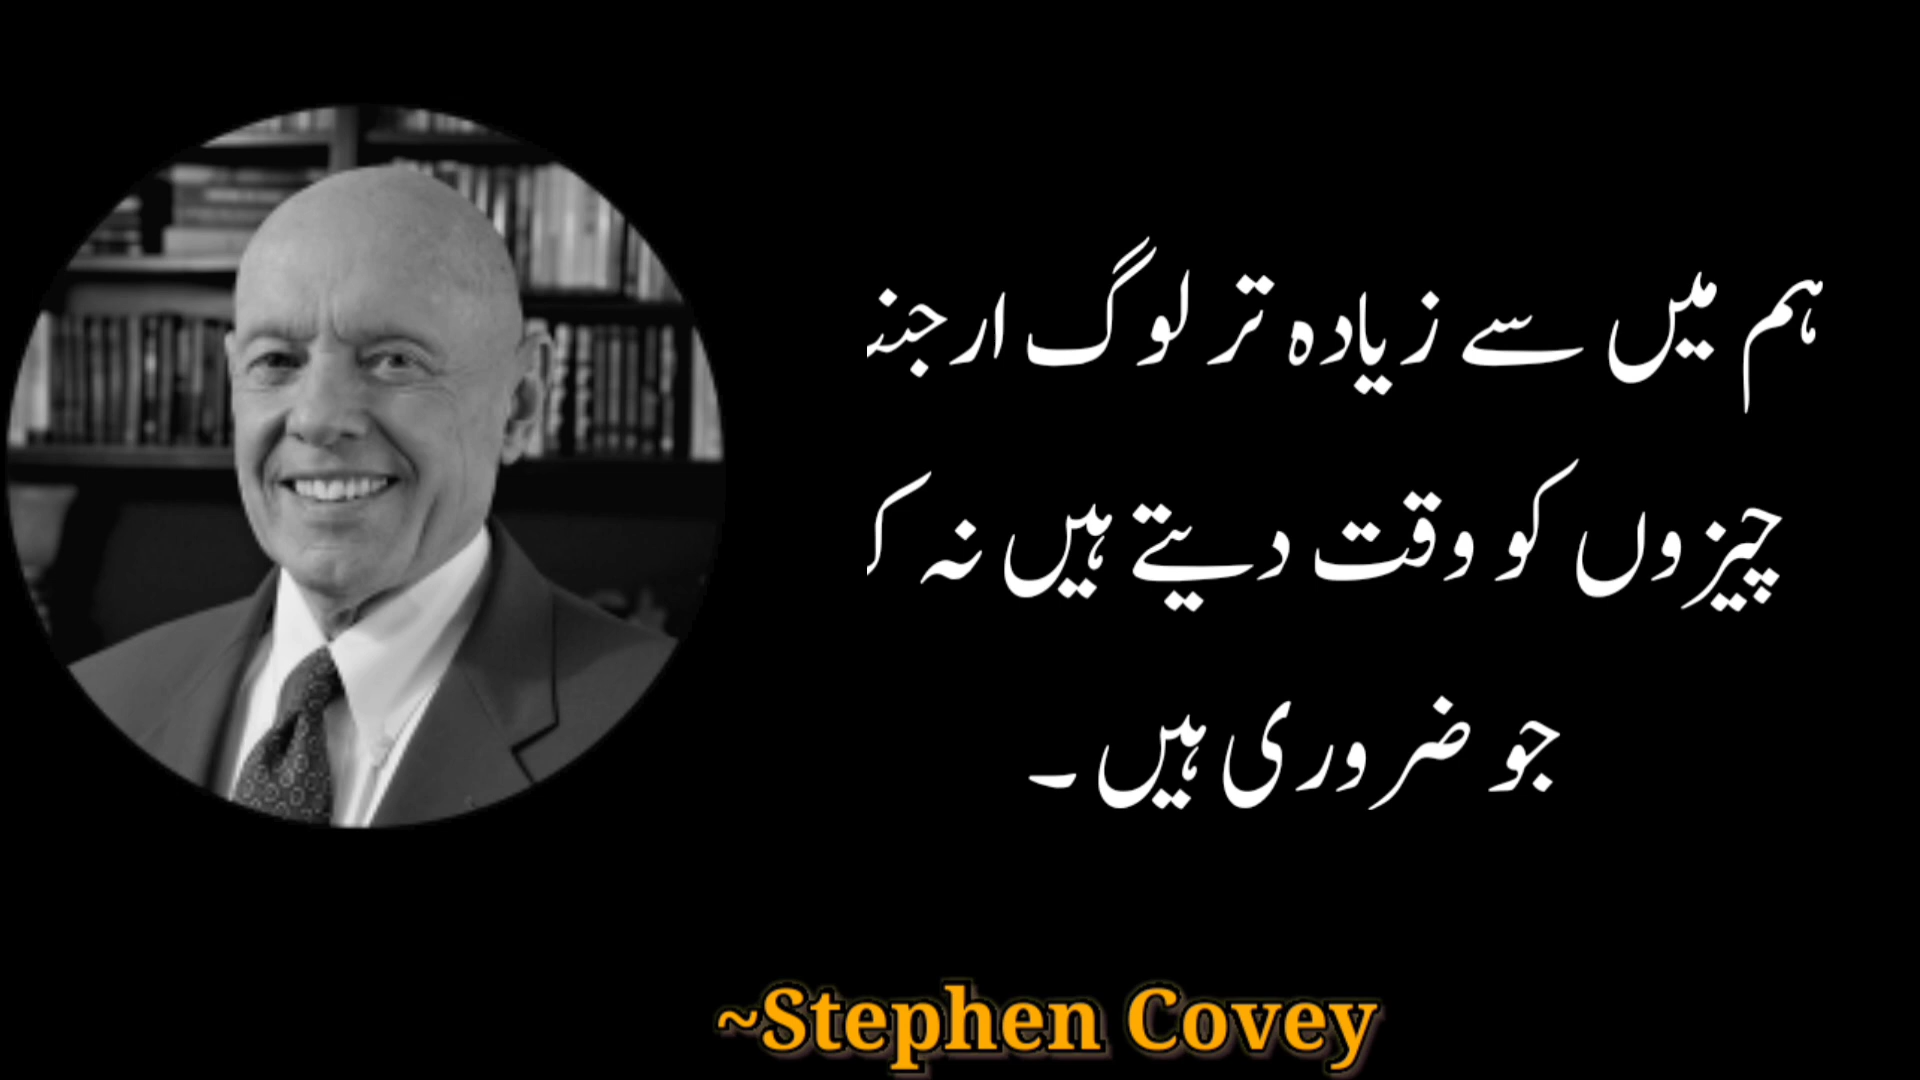 ہم میں سے زیادہ تر لوگ
چیزوں کو وقت دیتے ہیں نہ
جو ضروری ہیں۔
~Stephen Covey